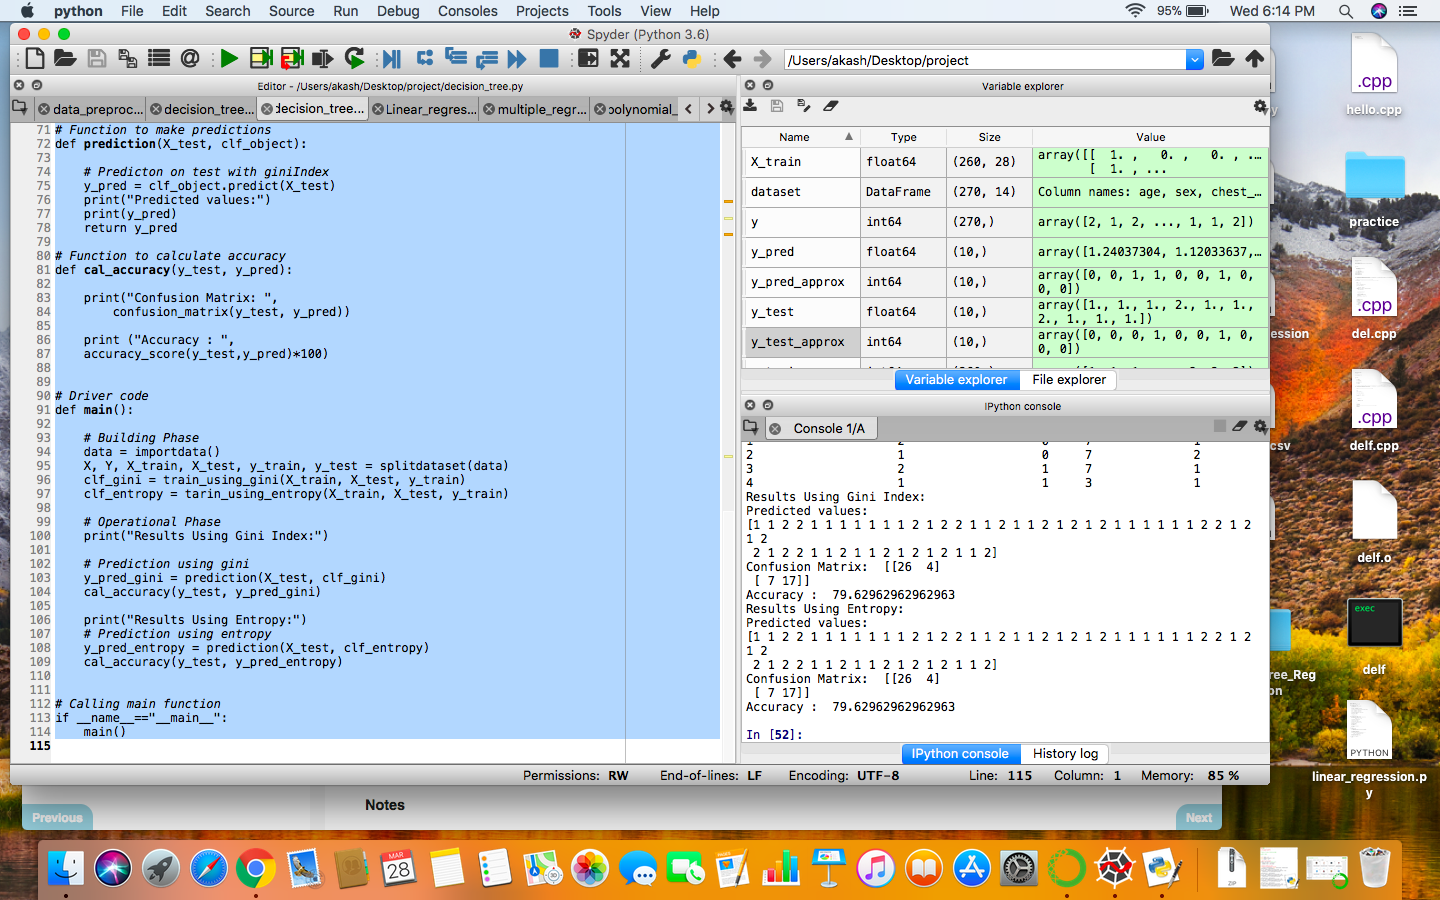 python File Edit Search Source Run Debug Consoles Projects Tools View Help 95% Wed 6:14 PM
Spyder (Python 3.6)
/Users/akash/Desktop/project
Editor - /Users/akash/Desktop/project/decision_tree.py
data_preproc... decision_tree... decision_tree... Linear_regres... multiple_regr... polynomial_
71 # Function to make predictions
72 def prediction(X_test, clf_object):
73
74 # Predicton on test with giniIndex
75 y_pred = clf_object.predict(X_test)
76 print("Predicted values:")
77 print(y_pred)
78 return y_pred
79
80 # Function to calculate accuracy
81 def cal_accuracy(y_test, y_pred):
82
83 print("Confusion Matrix: ",
84 confusion_matrix(y_test, y_pred))
85
86 print ("Accuracy : ",
87 accuracy_score(y_test,y_pred)*100)
88
89
90 # Driver code
91 def main():
92
93 # Building Phase
94 data = importdata()
95 X, Y, X_train, X_test, y_train, y_test = splitdataset(data)
96 clf_gini = train_using_gini(X_train, X_test, y_train)
97 clf_entropy = tarin_using_entropy(X_train, X_test, y_train)
98
99 # Operational Phase
100 print("Results Using Gini Index:")
101
102 # Prediction using gini
103 y_pred_gini = prediction(X_test, clf_gini)
104 cal_accuracy(y_test, y_pred_gini)
105
106 print("Results Using Entropy:")
107 # Prediction using entropy
108 y_pred_entropy = prediction(X_test, clf_entropy)
109 cal_accuracy(y_test, y_pred_entropy)
110
111
112 # Calling main function
113 if __name__=="__main__":
114 main()
115
Variable explorer
Name Type Size Value
X_train float64 (260, 28) array([[ 1. , 0. , 0. , ...
[ 1. , ...
dataset DataFrame (270, 14) Column names: age, sex, chest_...
y int64 (270,) array([2, 1, 2, ..., 1, 1, 2])
y_pred float64 (10,) array([1.24037304, 1.12033637,...
y_pred_approx int64 (10,) array([0, 0, 1, 1, 0, 0, 1, 0,
0, 0])
y_test float64 (10,) array([1., 1., 1., 2., 1., 1.,
2., 1., 1., 1.])
y_test_approx int64 (10,) array([0, 0, 0, 1, 0, 0, 1, 0,
0, 0])
Variable explorer File explorer
IPython console
Console 1/A
2 1 0 7 2
3 2 1 7 1
4 1 1 3 1
Results Using Gini Index:
Predicted values:
[1 1 2 2 1 1 1 1 1 1 1 2 1 2 2 1 1 2 1 1 2 1 2 1 2 1 1 1 1 1 1 2 2 1 2
1 2
2 1 2 2 1 1 2 1 1 2 1 2 1 2 1 1 2]
Confusion Matrix: [[26 4]
[ 7 17]]
Accuracy : 79.62962962962963
Results Using Entropy:
Predicted values:
[1 1 2 2 1 1 1 1 1 1 1 2 1 2 2 1 1 2 1 1 2 1 2 1 2 1 1 1 1 1 1 2 2 1 2
1 2
2 1 2 2 1 1 2 1 1 2 1 2 1 2 1 1 2]
Confusion Matrix: [[26 4]
[ 7 17]]
Accuracy : 79.62962962962963
In [52]:
IPython console History log
Permissions: RW End-of-lines: LF Encoding: UTF-8 Line: 115 Column: 1 Memory: 85 %
.cpp
hello.cpp
practice
.cpp
del.cpp
ession
.cpp
delf.cpp
csv
delf.o
exec
delf
ree_Reg
on
PYTHON
linear_regression.p
y
Notes
Previous
Next
MAR
28
ZIP